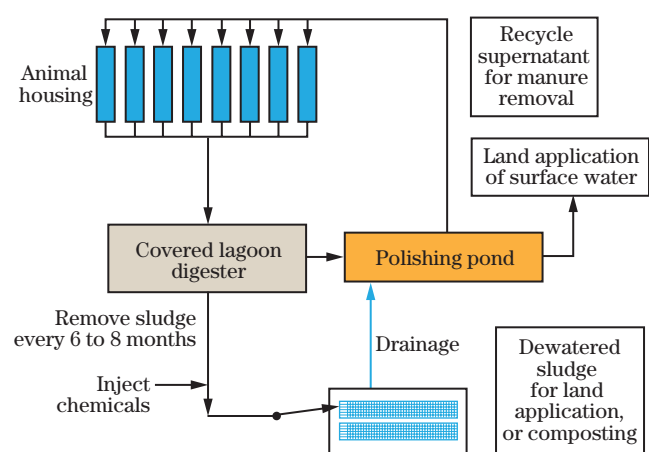 Recycle
supernatant
for manure
removal
Animal
housing
Land application
of surface water
Covered lagoon
digester
Polishing pond
Remove sludge
every 6 to 8 months
Drainage
Inject
chemicals
Dewatered
sludge
for land
application,
or composting